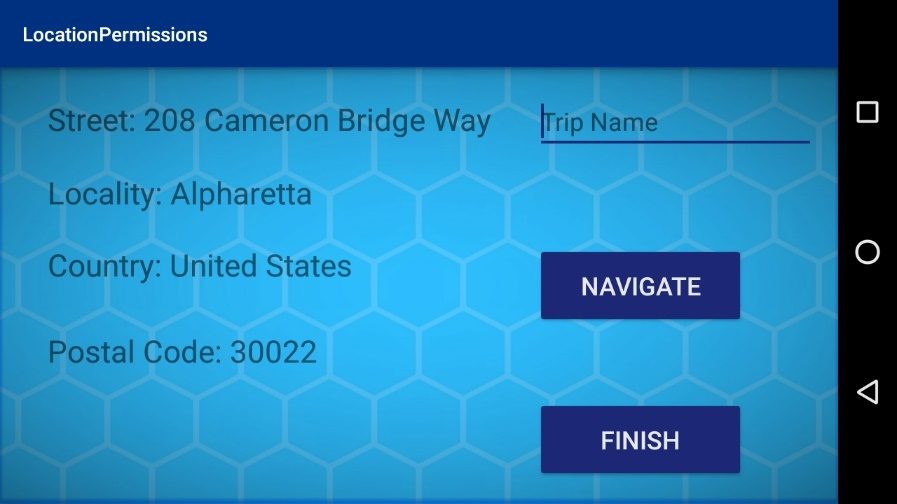 LocationPermissions
Street: 208 Cameron Bridge Way
Trip Name
Locality: Alpharetta
Country: United States
NAVIGATE
Postal Code: 30022
FINISH